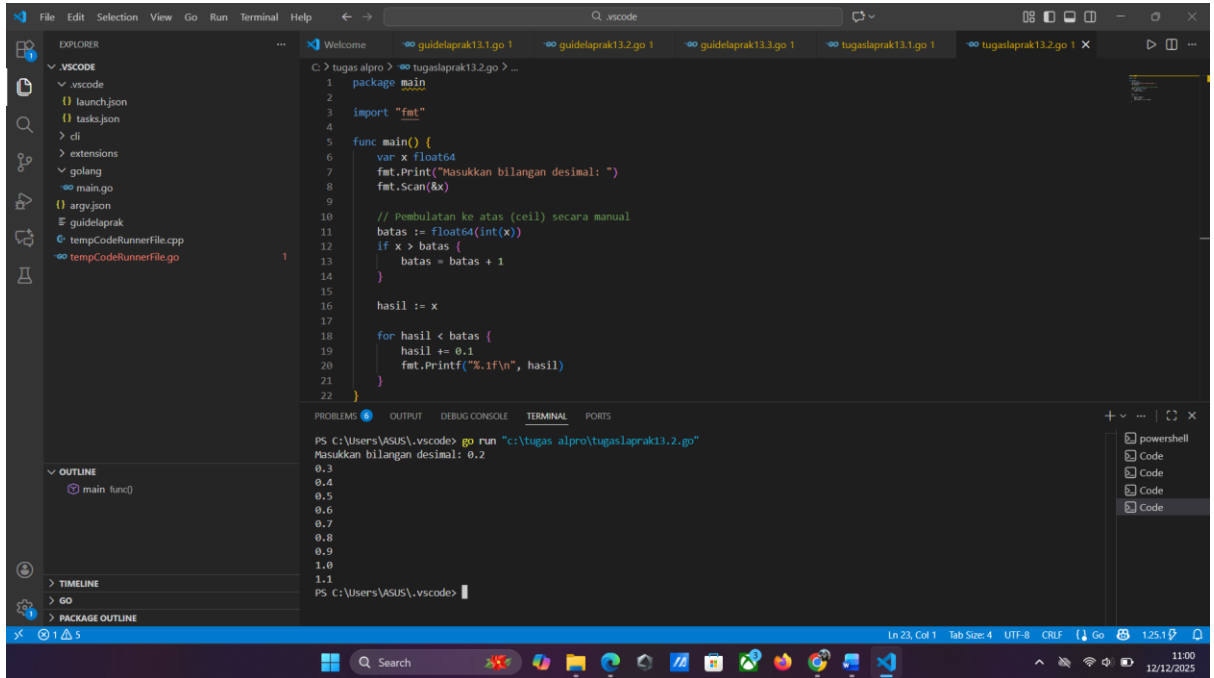 File Edit Selection View Go Run Terminal Help
.vscode
EXPLORER
Welcome
guidelaprak13.1.go 1
guidelaprak13.2.go 1
guidelaprak13.3.go 1
tugaslaprak13.1.go 1
tugaslaprak13.2.go 1
.VSCODE
.vscode
launch.json
tasks.json
cli
extensions
golang
main.go
argv.json
guidelaprak
tempCodeRunnerFile.cpp
tempCodeRunnerFile.go 1
OUTLINE
main func()
TIMELINE
GO
PACKAGE OUTLINE
C: > tugas alpro > tugaslaprak13.2.go > ...
1 package main
2
3 import "fmt"
4
5 func main() {
6 var x float64
7 fmt.Print("Masukkan bilangan desimal: ")
8 fmt.Scan(&x)
9
10 // Pembulatan ke atas (ceil) secara manual
11 batas := float64(int(x))
12 if x > batas {
13 batas = batas + 1
14 }
15
16 hasil := x
17
18 for hasil < batas {
19 hasil += 0.1
20 fmt.Printf("%.1f\n", hasil)
21 }
22 }
PROBLEMS 6 OUTPUT DEBUG CONSOLE TERMINAL PORTS
PS C:\Users\ASUS\.vscode> go run "c:\tugas alpro\tugaslaprak13.2.go"
Masukkan bilangan desimal: 0.2
0.3
0.4
0.5
0.6
0.7
0.8
0.9
1.0
1.1
PS C:\Users\ASUS\.vscode>
powershell
Code
Code
Code
Code
1 5
Ln 23, Col 1 Tab Size: 4 UTF-8 CRLF Go 1.25.1
Search
11:00
12/12/2025